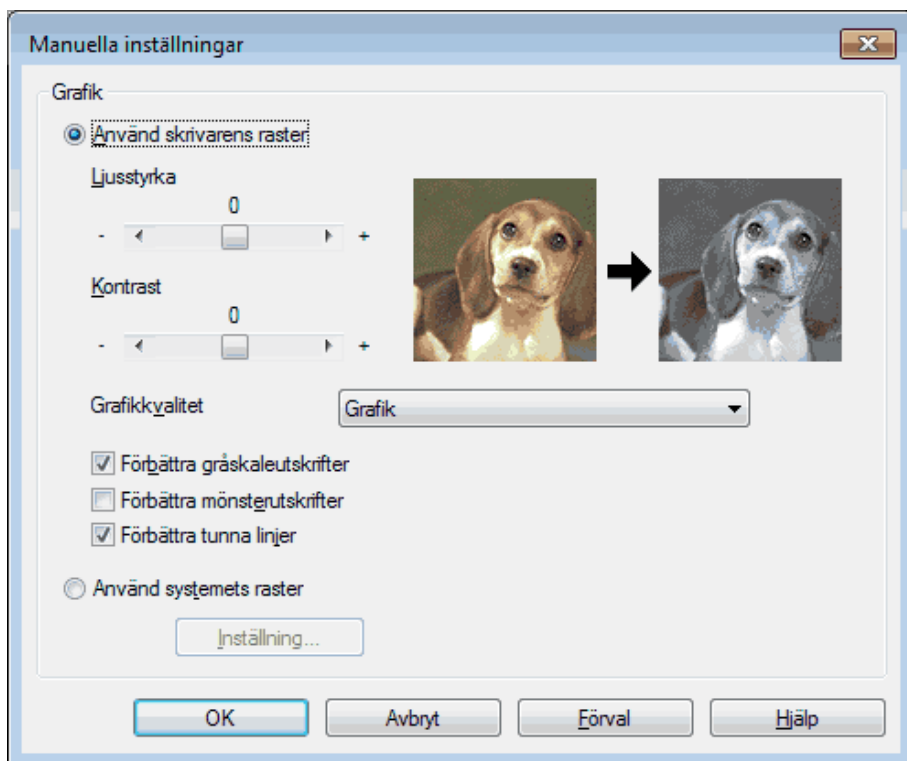 Manuella inställningar
Grafik
Använd skrivarens raster
Ljusstyrka
0
- +
Kontrast
0
- +
Grafikkvalitet Grafik
Förbättra gråskaleutskrifter
Förbättra mönsterutskrifter
Förbättra tunna linjer
Använd systemets raster
Inställning...
OK Avbryt Förval Hjälp